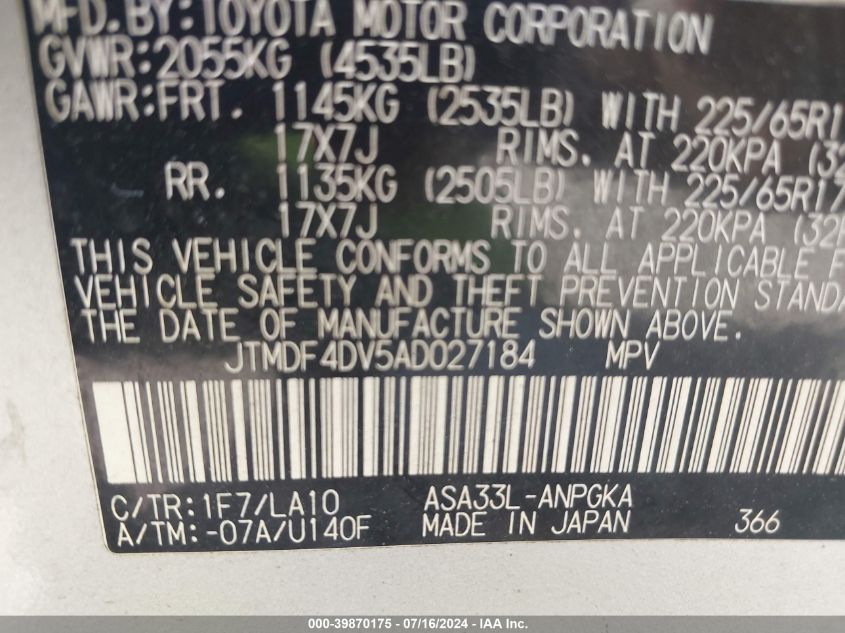 MFD. BY: TOYOTA MOTOR CORPORATION
GVWR: 2055KG (4535LB)
GAWR: FRT. 1145KG (2535LB) WITH 225/65R1
17X7J RIMS. AT 220KPA (32
RR. 1135KG (2505LB) WITH 225/65R17
17X7J RIMS. AT 220KPA (32
THIS VEHICLE CONFORMS TO ALL APPLICABLE F
VEHICLE SAFETY AND THEFT PREVENTION STANDA
THE DATE OF MANUFACTURE SHOWN ABOVE.
JTMDF4DV5AD027184 MPV
C/TR: 1F7/LA10 ASA33L-ANPGKA
A/TM: -07A/U140F MADE IN JAPAN 366
000-39870175 - 07/16/2024 - IAA Inc.